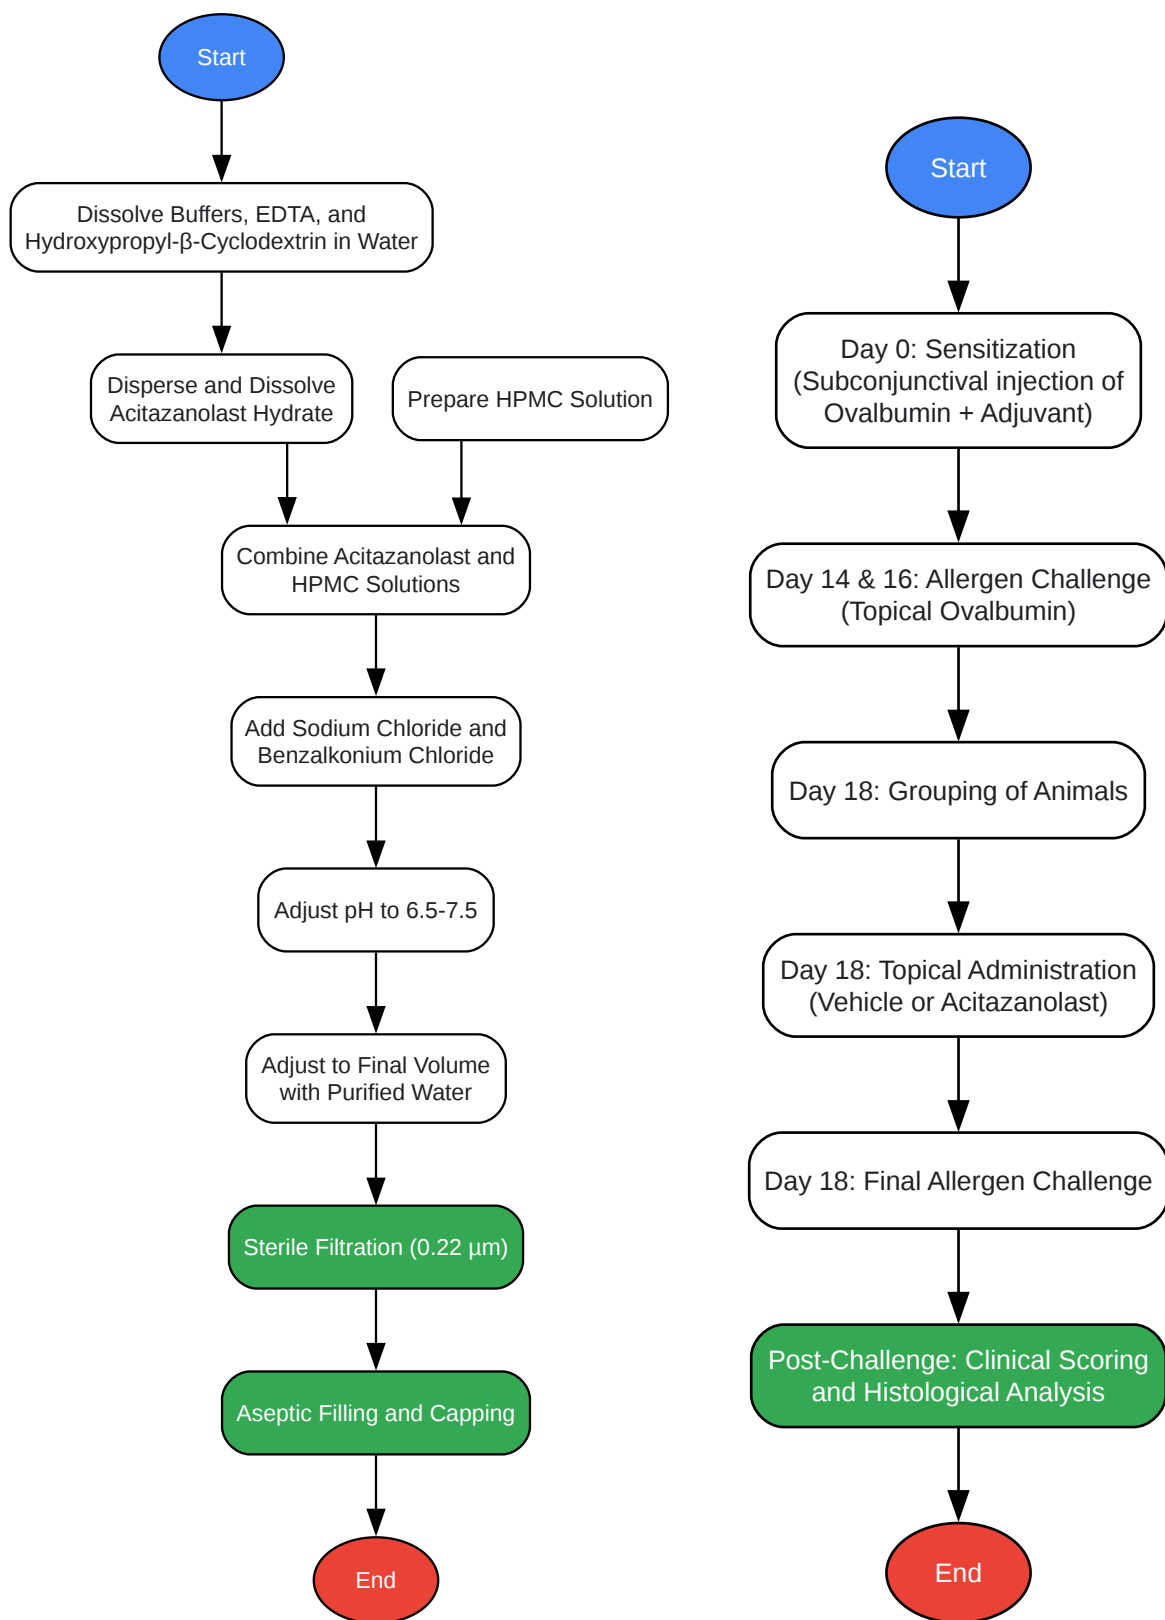 Start
Dissolve Buffers, EDTA, and
Hydroxypropyl-β-Cyclodextrin in Water
Disperse and Dissolve
Acitazanolast Hydrate
Prepare HPMC Solution
Combine Acitazanolast and
HPMC Solutions
Add Sodium Chloride and
Benzalkonium Chloride
Adjust pH to 6.5-7.5
Adjust to Final Volume
with Purified Water
Sterile Filtration (0.22 µm)
Aseptic Filling and Capping
End
Start
Day 0: Sensitization
(Subconjunctival injection of
Ovalbumin + Adjuvant)
Day 14 & 16: Allergen Challenge
(Topical Ovalbumin)
Day 18: Grouping of Animals
Day 18: Topical Administration
(Vehicle or Acitazanolast)
Day 18: Final Allergen Challenge
Post-Challenge: Clinical Scoring
and Histological Analysis
End